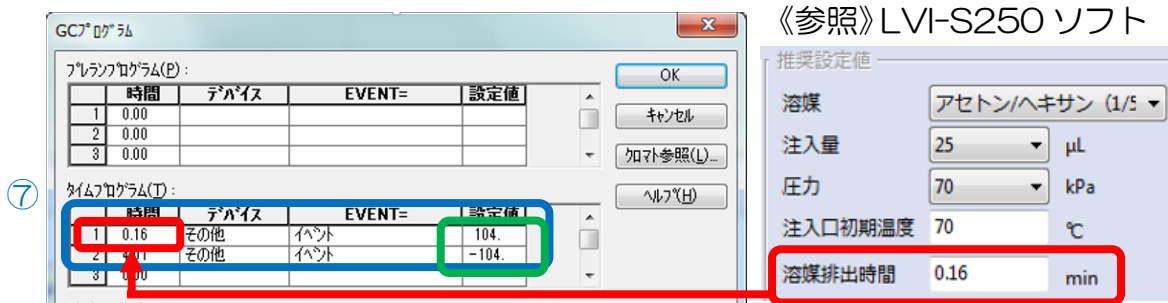 《参照》LVI-S250 ソフト
GCﾌﾟﾛｸﾞﾗﾑ
ﾌﾟﾚﾗﾝﾌﾟﾛｸﾞﾗﾑ(P) :
時間 ﾃﾞﾊﾞｲｽ EVENT= 設定値
1 0.00
2 0.00
3 0.00
OK
ｷｬﾝｾﾙ
ｸﾛﾏﾄ参照(L)...
ﾍﾙﾌﾟ(H)
⑦
ﾀｲﾑﾌﾟﾛｸﾞﾗﾑ(T) :
時間 ﾃﾞﾊﾞｲｽ EVENT= 設定値
1 0.16 その他 ｲﾍﾞﾝﾄ 104.
2 その他 ｲﾍﾞﾝﾄ -104.
3 0.00
推奨設定値
溶媒 アセトン/ヘキサン (1/5
注入量 25 μL
圧力 70 kPa
注入口初期温度 70 ℃
溶媒排出時間 0.16 min